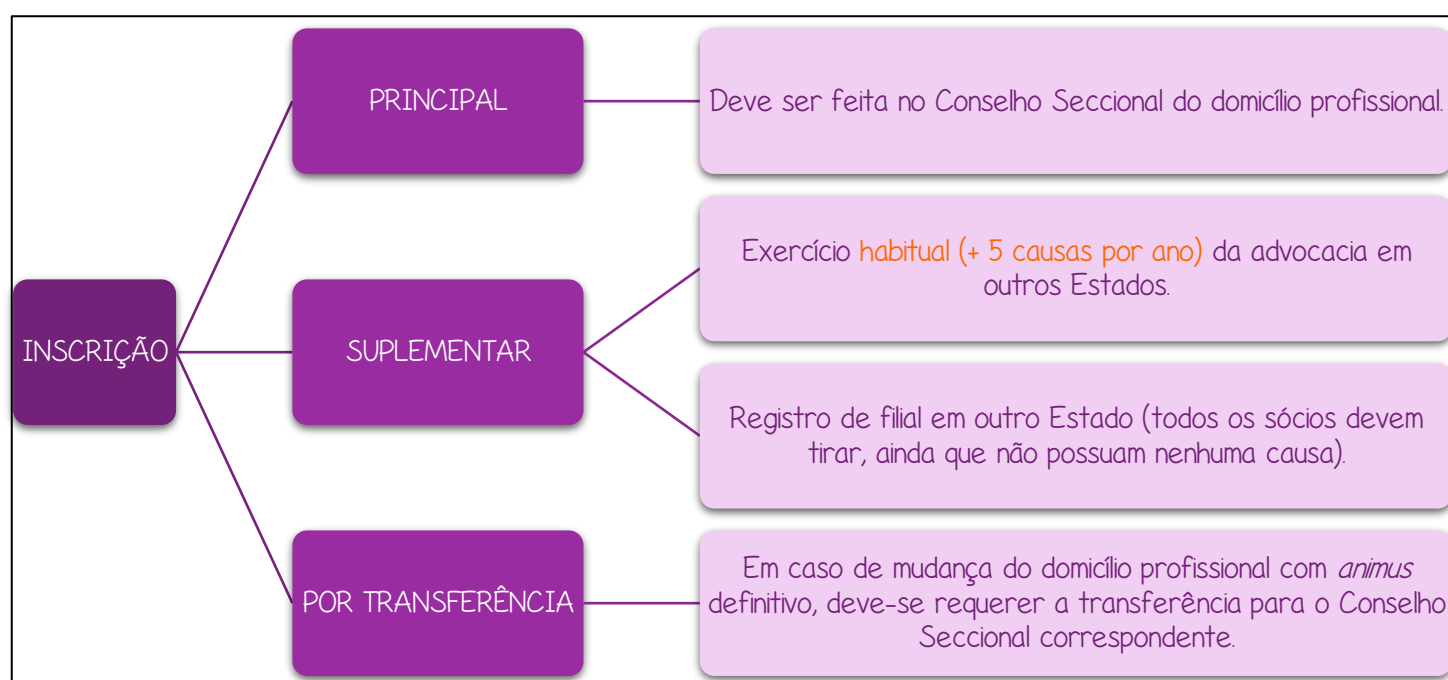 INSCRIÇÃO
PRINCIPAL
Deve ser feita no Conselho Seccional do domicílio profissional.
SUPLEMENTAR
Exercício habitual (+ 5 causas por ano) da advocacia em
outros Estados.
Registro de filial em outro Estado (todos os sócios devem
tirar, ainda que não possuam nenhuma causa).
POR TRANSFERÊNCIA
Em caso de mudança do domicílio profissional com animus
definitivo, deve-se requerer a transferência para o Conselho
Seccional correspondente.